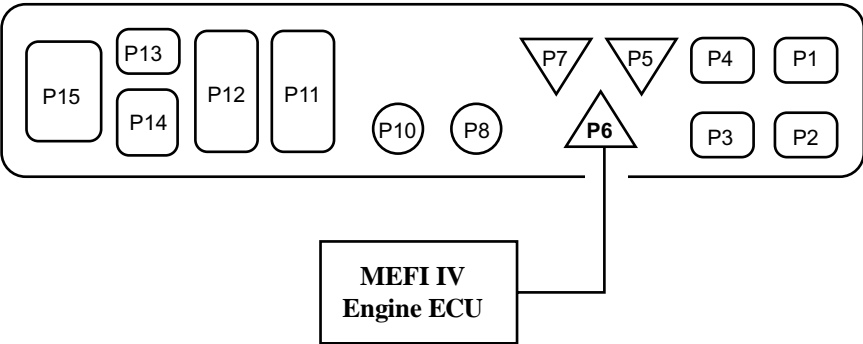 P15
P13
P14
P12
P11
P10
P8
P7
P5
P6
P4
P1
P3
P2
MEFI IV
Engine ECU